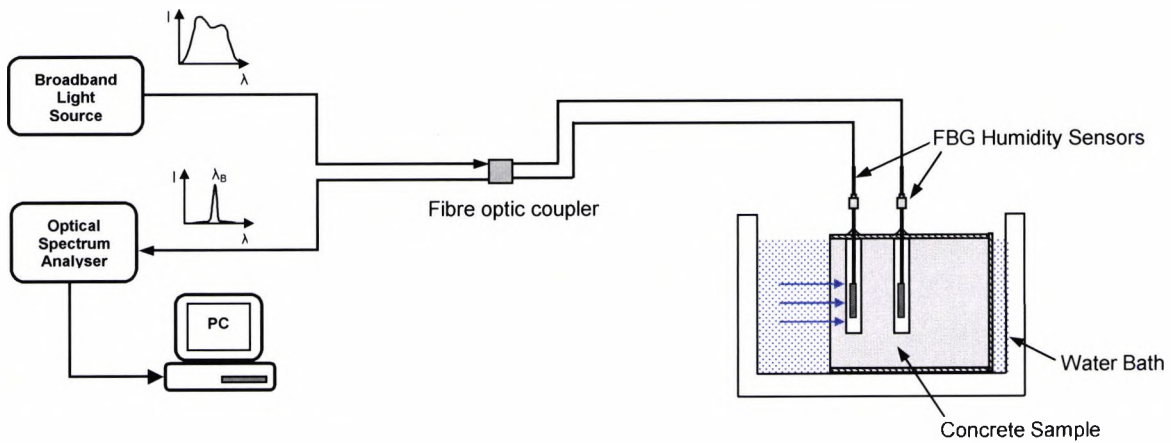 I
λ
Broadband
Light
Source
I
λB
λ
Optical
Spectrum
Analyser
PC
Fibre optic coupler
FBG Humidity Sensors
Water Bath
Concrete Sample